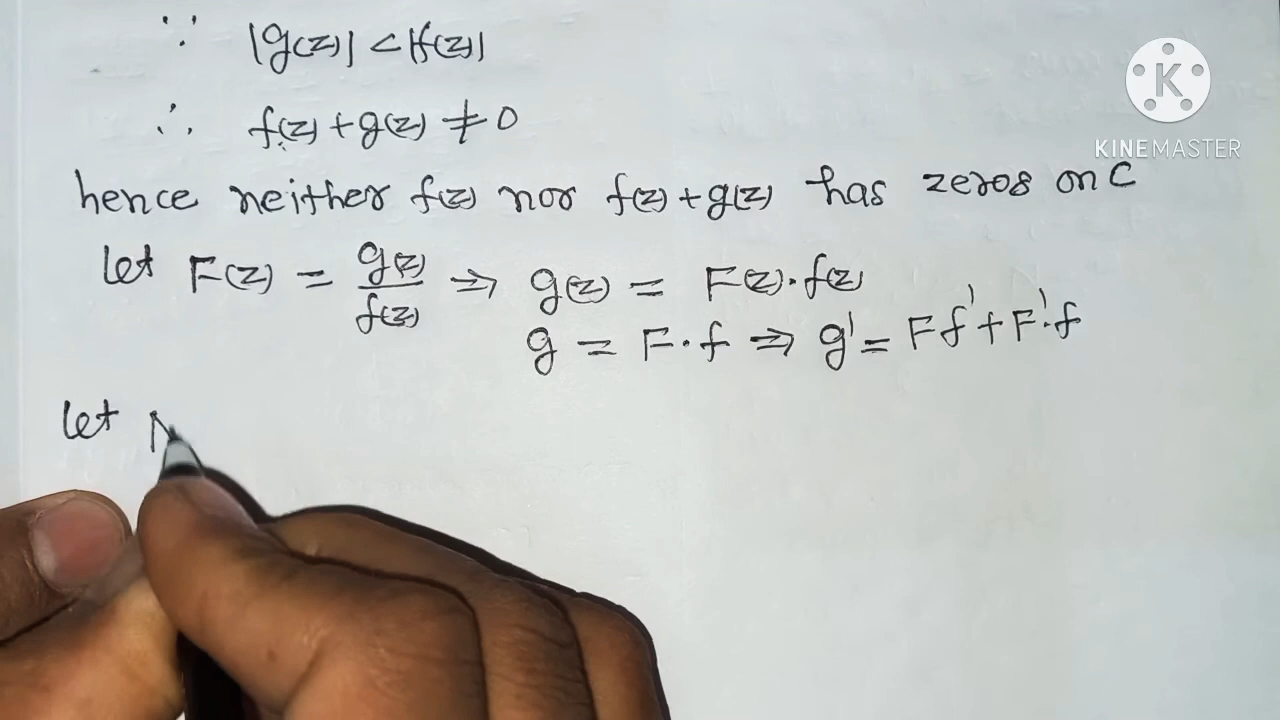 ∵ |g(z)| < |f(z)|
∴ f(z) + g(z) ≠ 0
hence neither f(z) nor f(z) + g(z) has zeros on C
let F(z) = g(z)/f(z) ⇒ g(z) = F(z)·f(z)
g = F·f ⇒ g' = Ff' + F'·f
let N
K
KINEMASTER